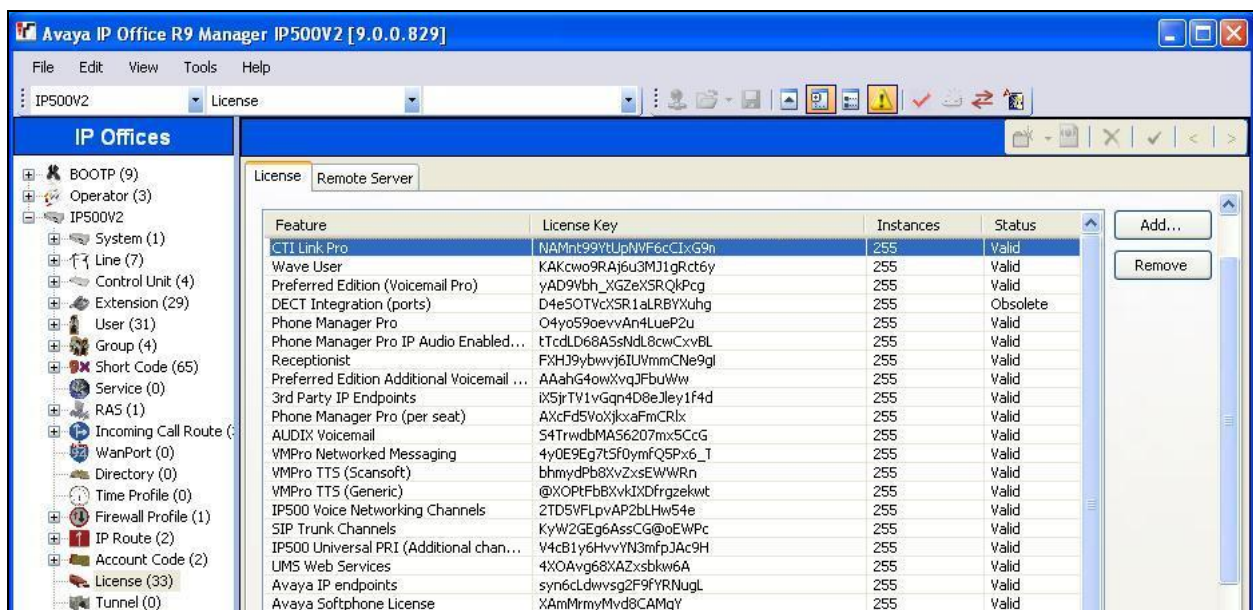 Avaya IP Office R9 Manager IP500V2 [9.0.0.829]
File Edit View Tools Help
IP500V2 License
IP Offices
BOOTP (9)
Operator (3)
IP500V2
System (1)
Line (7)
Control Unit (4)
Extension (29)
User (31)
Group (4)
Short Code (65)
Service (0)
RAS (1)
Incoming Call Route (
WanPort (0)
Directory (0)
Time Profile (0)
Firewall Profile (1)
IP Route (2)
Account Code (2)
License (33)
Tunnel (0)
License Remote Server
Feature License Key Instances Status
CTI Link Pro NAMnt99YtUpNVF6cCIxG9n 255 Valid
Wave User KAKcwo9RAj6u3MJ1gRct6y 255 Valid
Preferred Edition (Voicemail Pro) yAD9Vbh_XGZeXSRQkPcg 255 Valid
DECT Integration (ports) D4eSOTVcXSR1aLRBYXuhg 255 Obsolete
Phone Manager Pro O4yo59oevvAn4LueP2u 255 Valid
Phone Manager Pro IP Audio Enabled... tTcdLD68ASsNdL8cwCxvBL 255 Valid
Receptionist FXHJ9ybwvj6IUVmmCNe9gl 255 Valid
Preferred Edition Additional Voicemail ... AAahG4owXvqJFbuWw 255 Valid
3rd Party IP Endpoints iX5jrTV1vGqn4D8eJley1f4d 255 Valid
Phone Manager Pro (per seat) AXcFd5VoXjkxaFmCRlx 255 Valid
AUDIX Voicemail S4TrwdbMAS6207mx5CcG 255 Valid
VMPro Networked Messaging 4y0E9Eg7tSf0ymfQ5Px6_T 255 Valid
VMPro TTS (Scansoft) bhmydPb8XvZxsEWWRn 255 Valid
VMPro TTS (Generic) @XOPtFbBXvkIXDfrgzekwt 255 Valid
IP500 Voice Networking Channels 2TD5VFLpvAP2bLHw54e 255 Valid
SIP Trunk Channels KyW2GEg6AssCG@oEWPc 255 Valid
IP500 Universal PRI (Additional chan... V4cB1y6HvvYN3mfpJAc9H 255 Valid
UMS Web Services 4XOAvg68XAZxsbkw6A 255 Valid
Avaya IP endpoints syn6cLdwvsg2F9fYRNugL 255 Valid
Avaya Softphone License XAmMrmyMvd8CAMqY 255 Valid
Add...
Remove